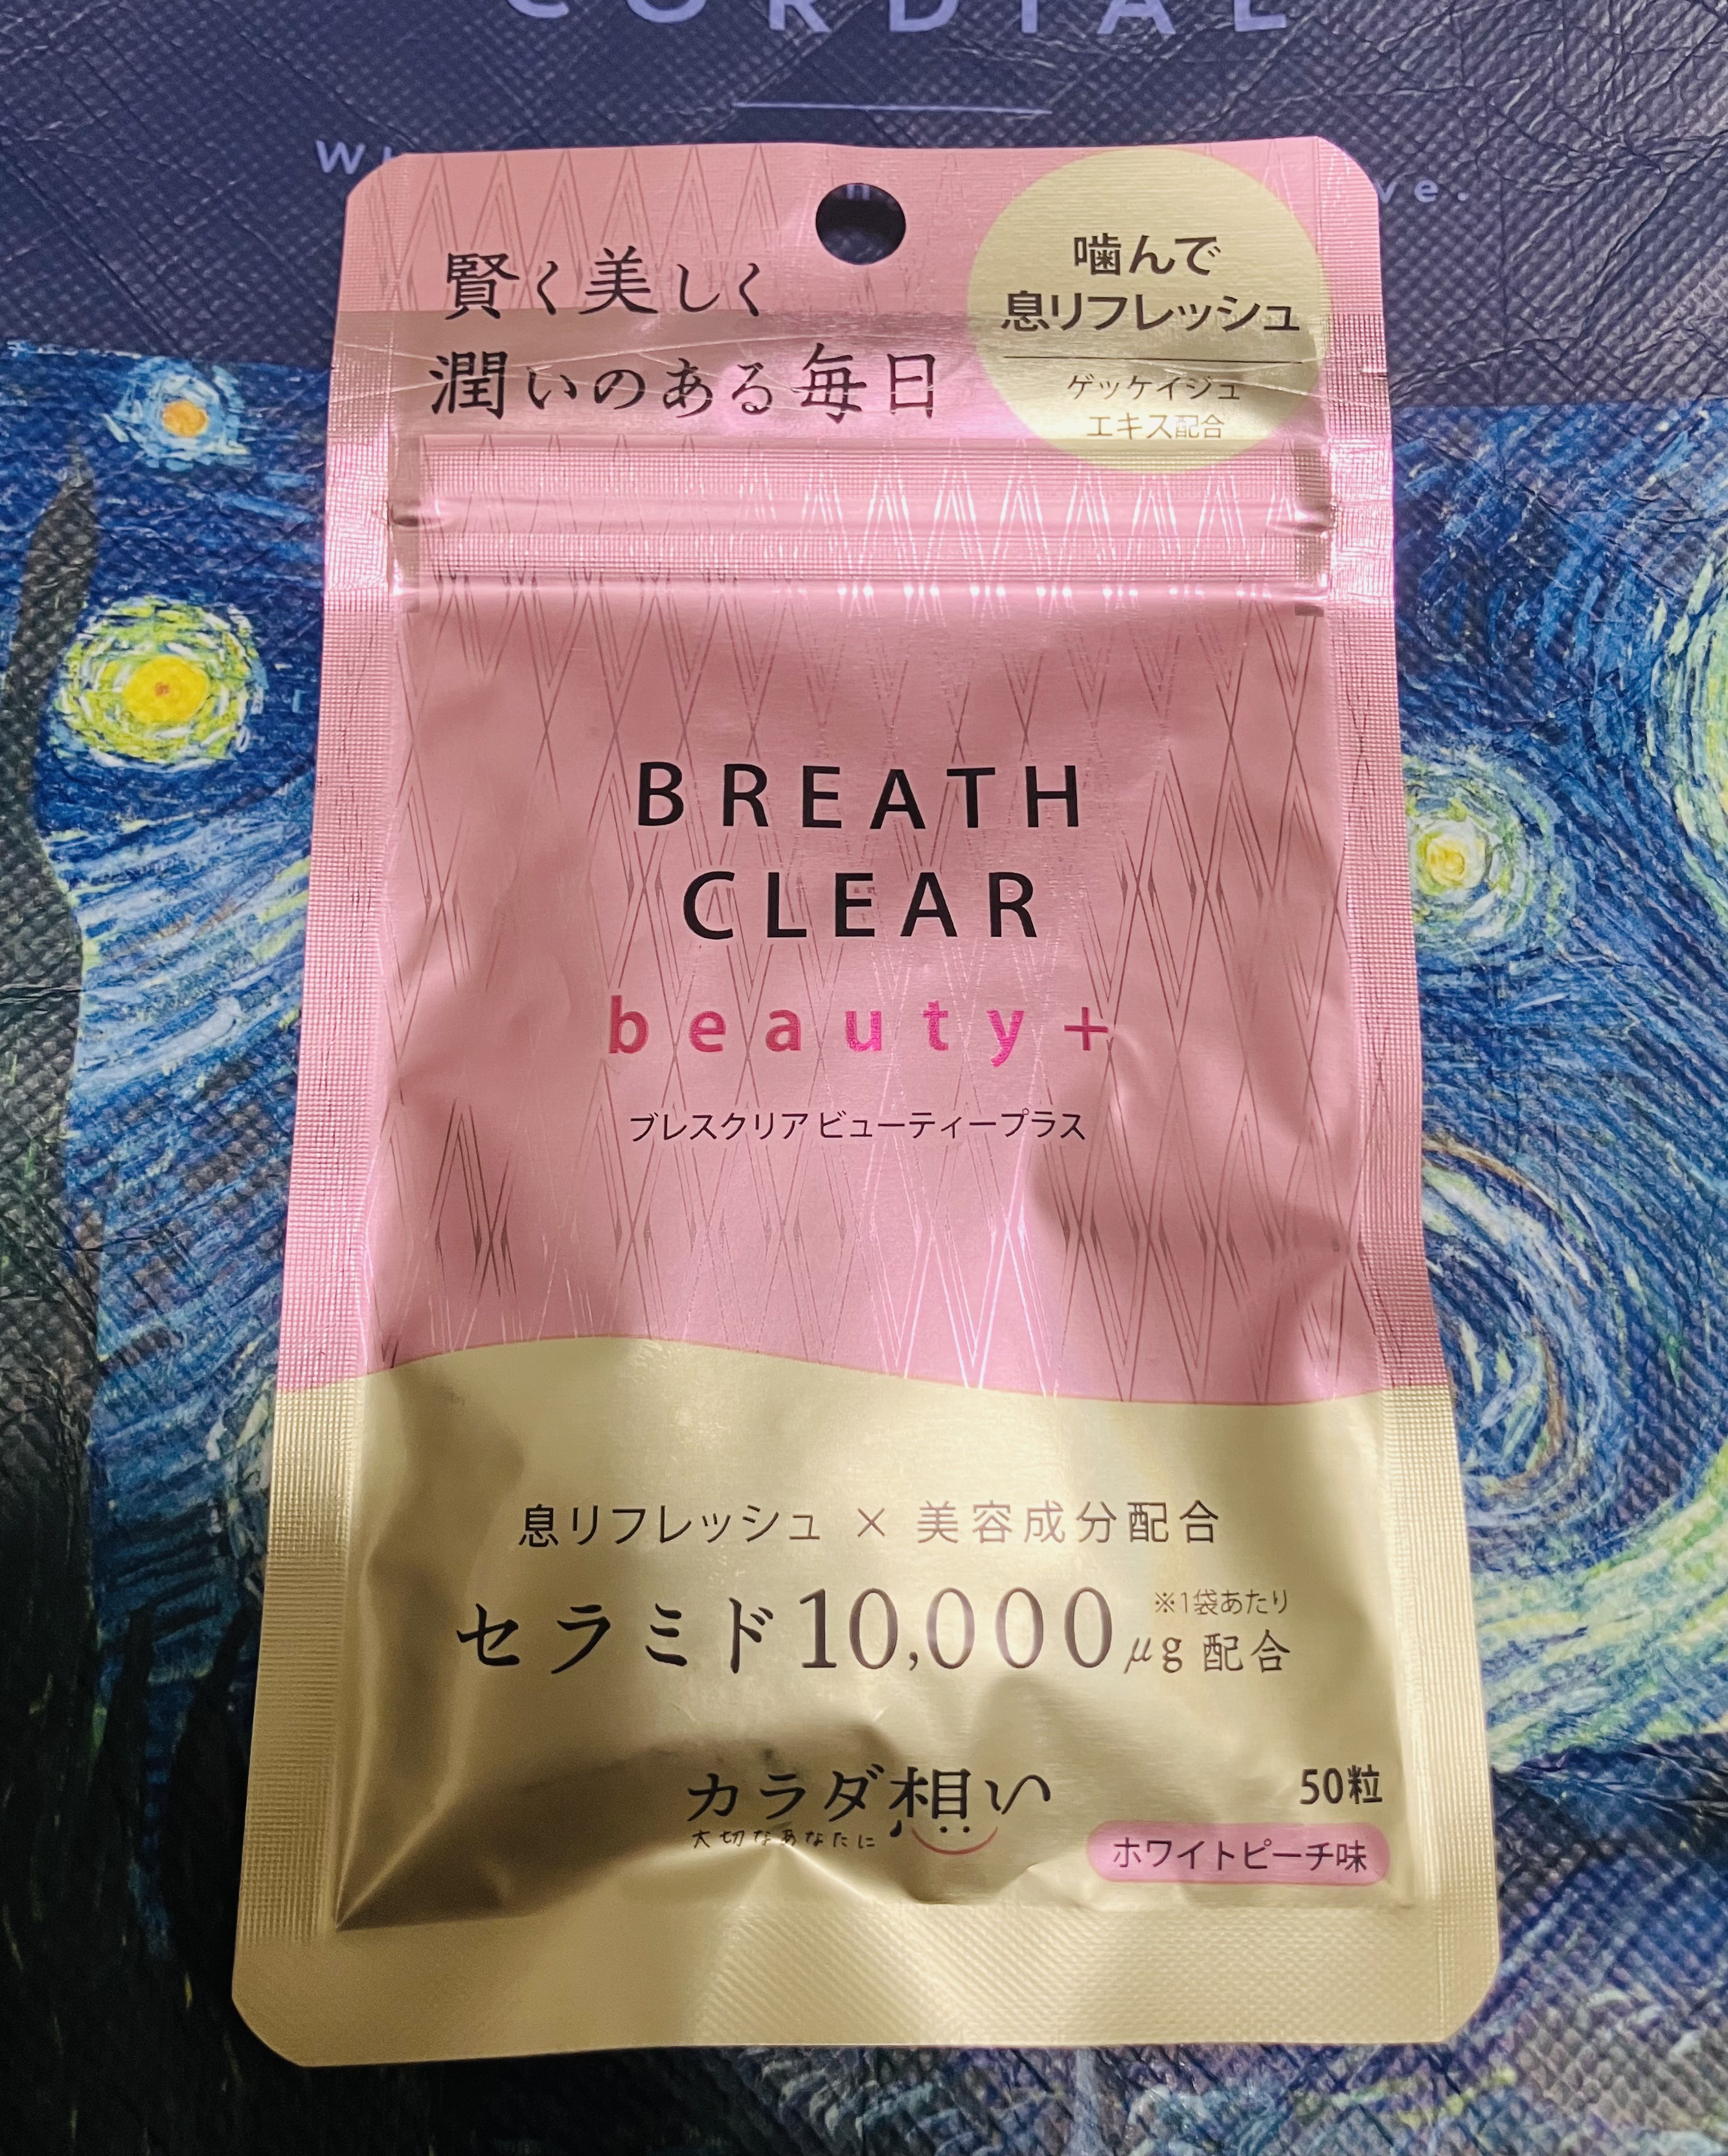 CORDIAL
賢く美しく
潤いのある毎日
噛んで
息リフレッシュ
ゲッケイジュ
エキス配合
BREATH
CLEAR
beauty+
ブレスクリア ビューティープラス
息リフレッシュ × 美容成分配合
セラミド10,000μg 配合
※1袋あたり
カラダ想い
大切なあなたに
50粒
ホワイトピーチ味